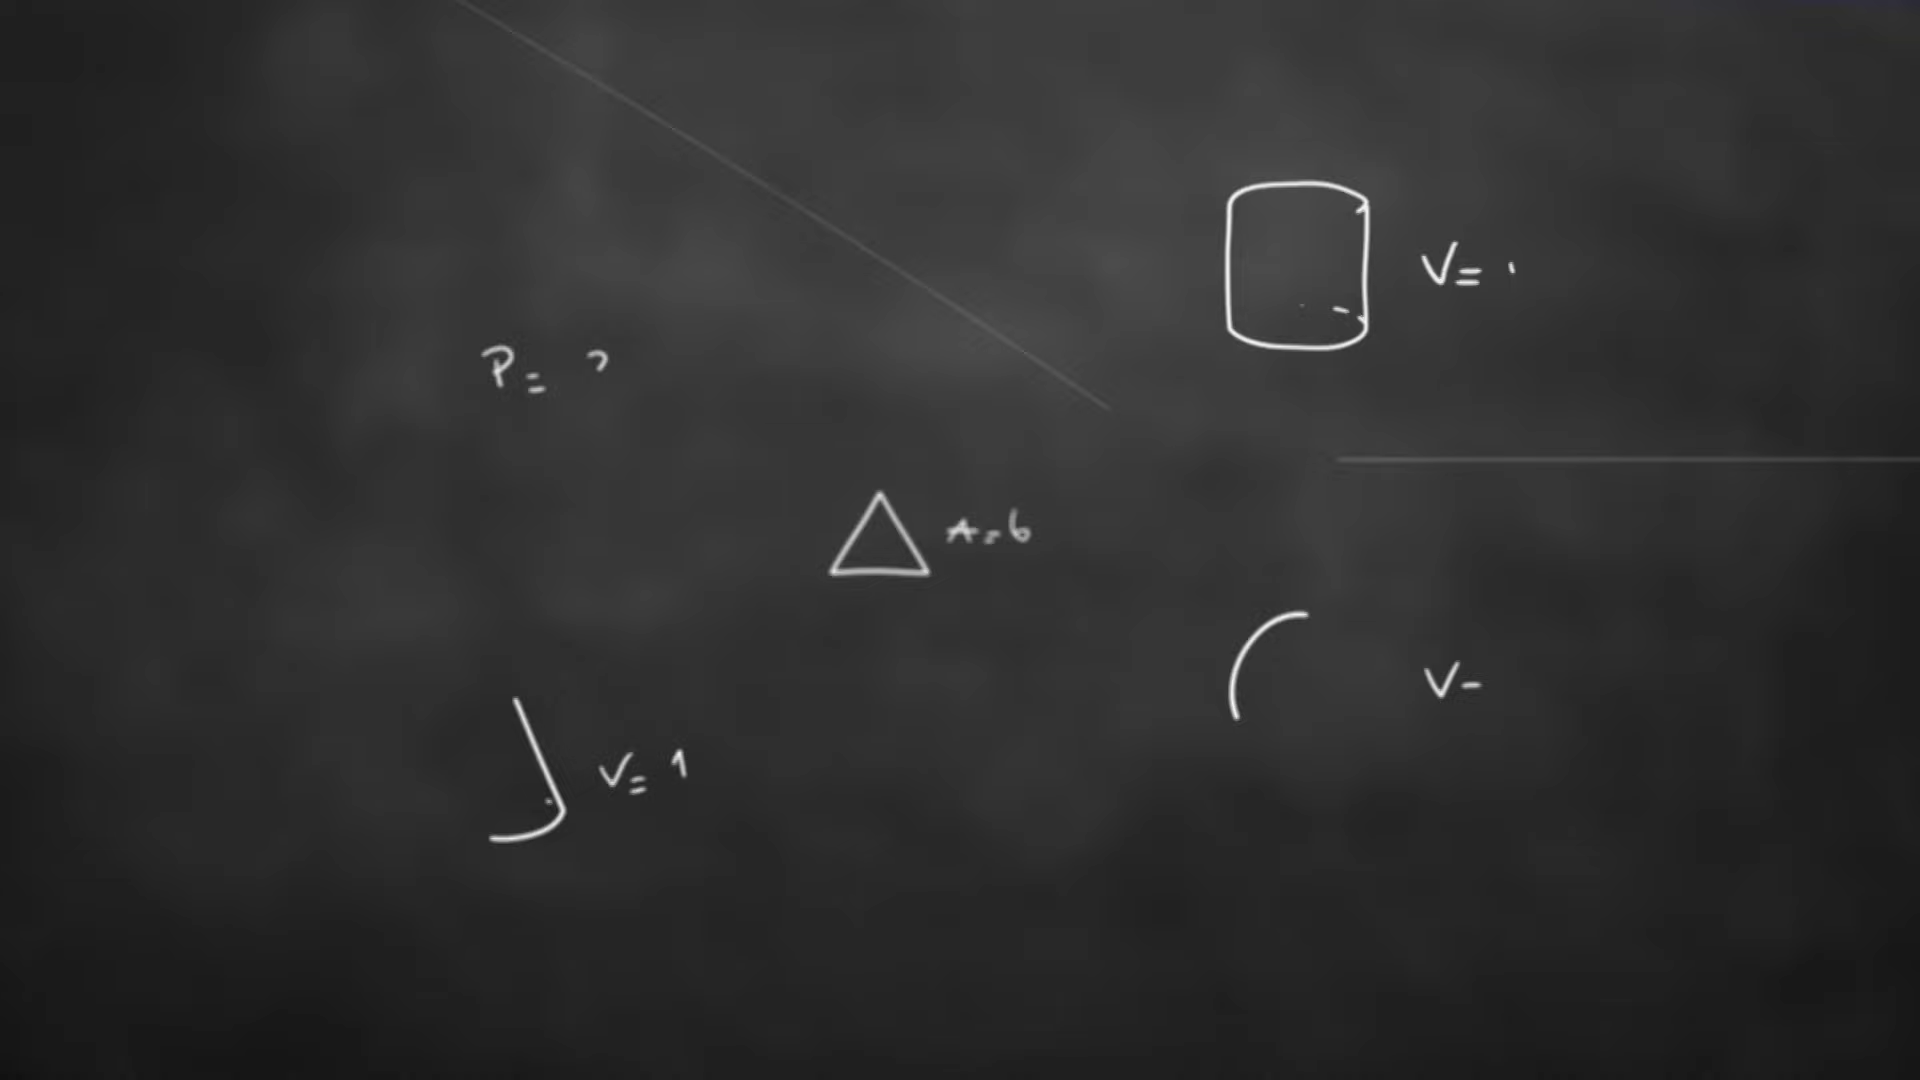 V=
P= ?
A=6
V=
V= 1